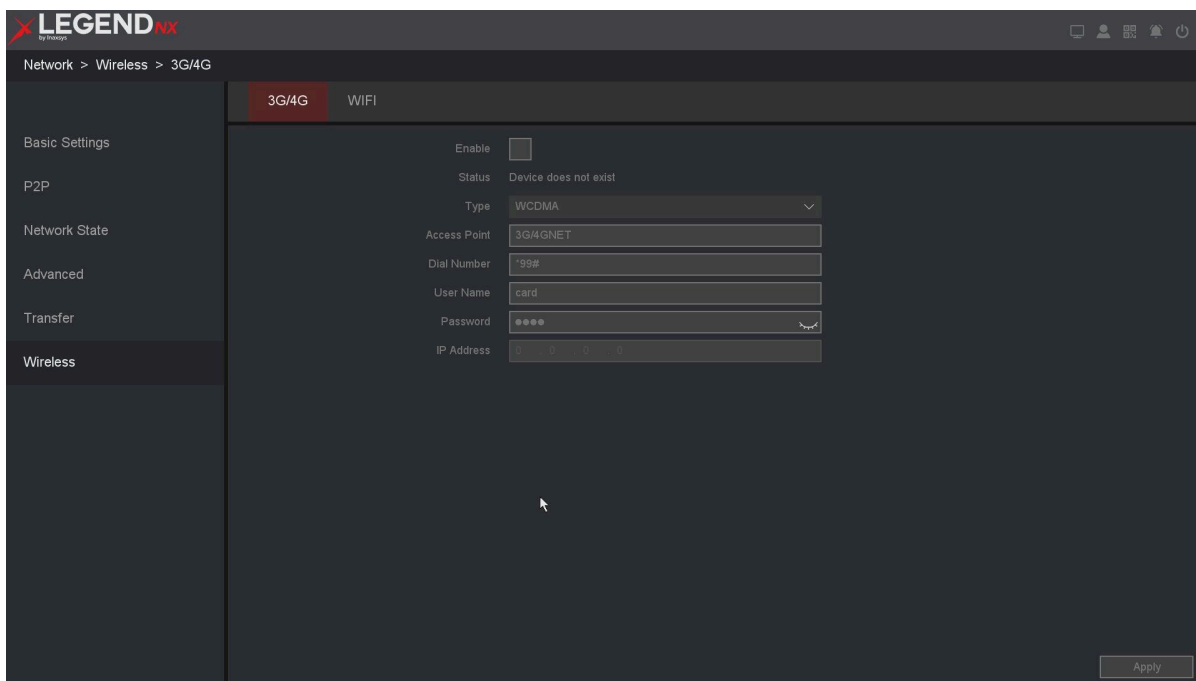 LEGEND NX
by Inaxsys
Network > Wireless > 3G/4G
3G/4G WIFI
Basic Settings
P2P
Network State
Advanced
Transfer
Wireless
Enable
Status Device does not exist
Type WCDMA
Access Point 3G/4GNET
Dial Number *99#
User Name card
Password ●●●●
IP Address 0 . 0 . 0 . 0
Apply